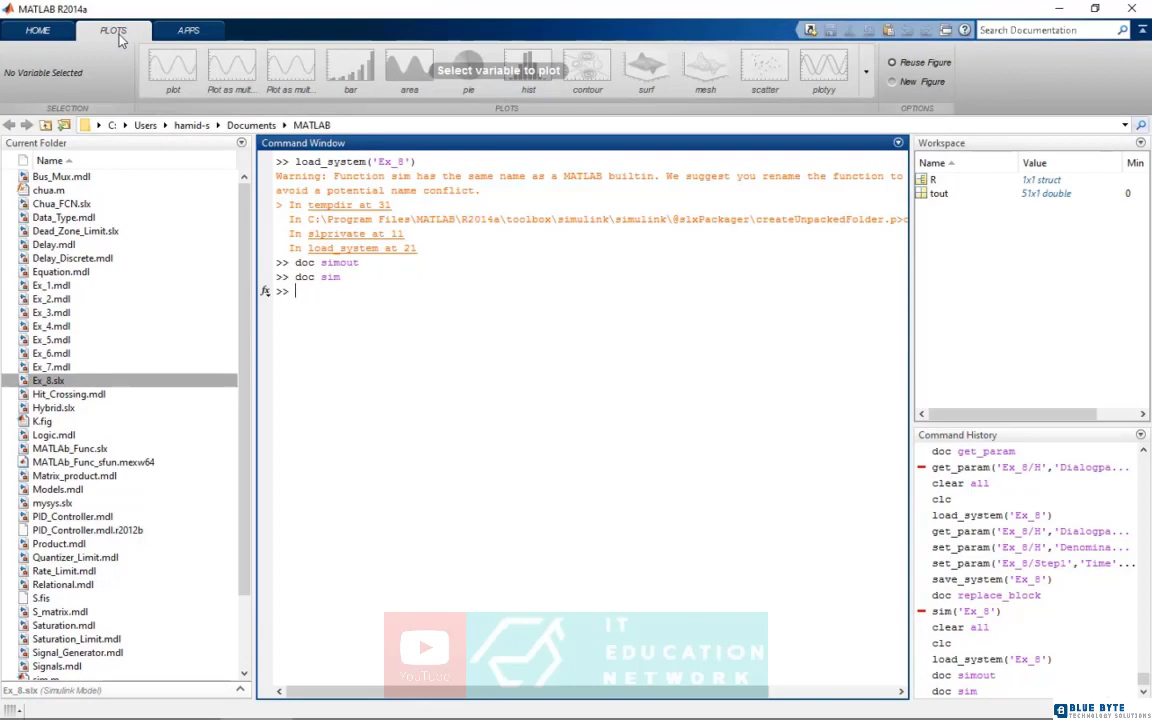 MATLAB R2014a
HOME
PLOTS
APPS
Search Documentation
No Variable Selected
plot
Plot as mult...
Plot as mult...
bar
area
pie
hist
contour
surf
mesh
scatter
plotyy
Select variable to plot
Reuse Figure
New Figure
SELECTION
PLOTS
OPTIONS
C: Users hamid-s Documents MATLAB
Current Folder
Name
Bus_Mux.mdl
chua.m
Chua_FCN.slx
Data_Type.mdl
Dead_Zone_Limit.slx
Delay.mdl
Delay_Discrete.mdl
Equation.mdl
Ex_1.mdl
Ex_2.mdl
Ex_3.mdl
Ex_4.mdl
Ex_5.mdl
Ex_6.mdl
Ex_7.mdl
Ex_8.slx
Hit_Crossing.mdl
Hybrid.slx
K.fig
Logic.mdl
MATLAb_Func.slx
MATLAb_Func_sfun.mexw64
Matrix_product.mdl
Models.mdl
mysys.slx
PID_Controller.mdl
PID_Controller.mdl.r2012b
Product.mdl
Quantizer_Limit.mdl
Rate_Limit.mdl
Relational.mdl
S.fis
S_matrix.mdl
Saturation.mdl
Saturation_Limit.mdl
Signal_Generator.mdl
Signals.mdl
sim.m
Ex_8.slx (Simulink Model)
Command Window
>> load_system('Ex_8')
Warning: Function sim has the same name as a MATLAB builtin. We suggest you rename the function to
avoid a potential name conflict.
> In tempdir at 31
In C:\Program Files\MATLAB\R2014a\toolbox\simulink\simulink\@slxPackager\createUnpackedFolder.p>c
In slprivate at 11
In load_system at 21
>> doc simout
>> doc sim
fx >>
YouTube
IT
EDUCATION
NETWORK
Workspace
Name Value Min
R 1x1 struct
tout 51x1 double 0
Command History
doc get_param
get_param('Ex_8/H','Dialogpa...
clear all
clc
load_system('Ex_8')
get_param('Ex_8/H','Dialogpa...
set_param('Ex_8/H','Denomina...
set_param('Ex_8/Step1','Time'...
save_system('Ex_8')
doc replace_block
sim('Ex_8')
clear all
clc
load_system('Ex_8')
doc simout
doc sim
BLUE BYTE
TECHNOLOGY SOLUTIONS